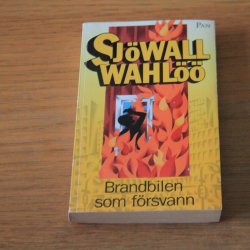 PAN
SJÖWALL
WAHLÖÖ
Brandbilen
som försvann